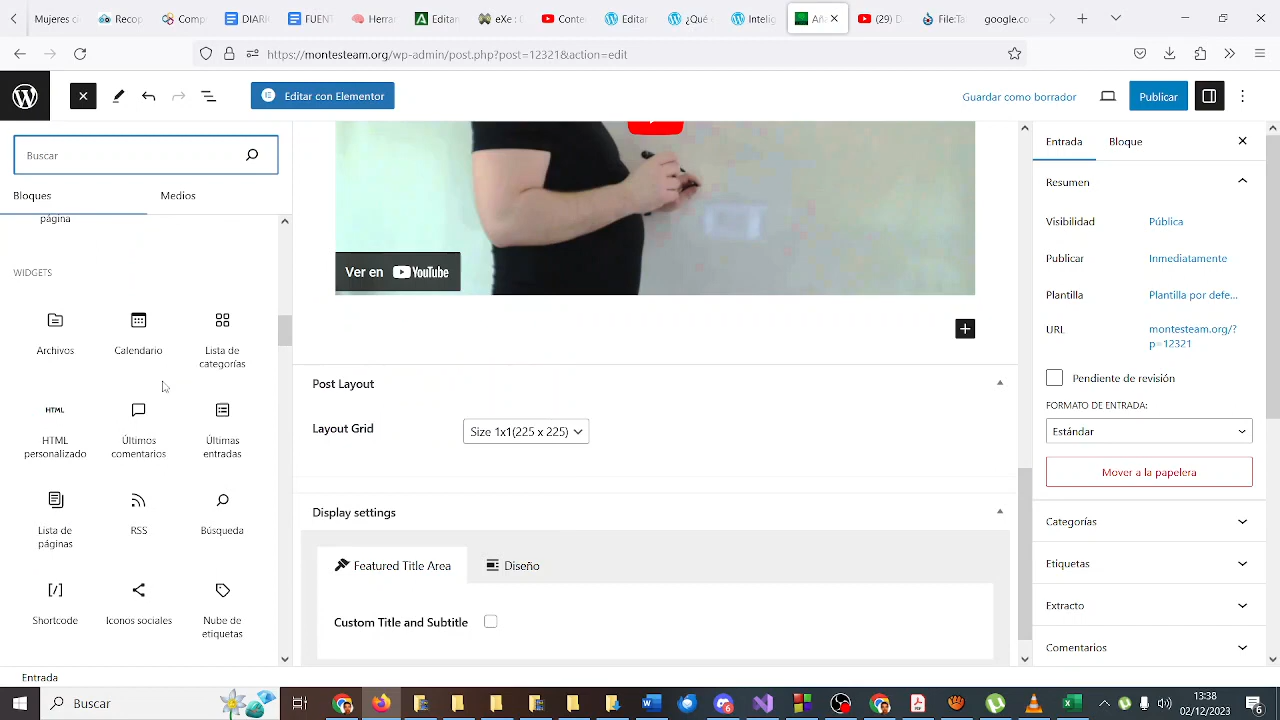 Mujeres c
Recop
Comp
DIARI
FUENT
Herra
Editar
eXe : D
Conte
Editar
¿Qué
Intelig
Añ
(29) D
File:Ta
google.co
https://montesteam.org/wp-admin/post.php?post=12321&action=edit
Editar con Elementor
Guardar como borrador
Publicar
Buscar
Bloques
Medios
página
WIDGETS
Archivos
Calendario
Lista de
categorías
HTML
HTML
personalizado
Últimos
comentarios
Últimas
entradas
Lista de
páginas
RSS
Búsqueda
Shortcode
Iconos sociales
Nube de
etiquetas
Ver en YouTube
Post Layout
Layout Grid
Size 1x1(225 x 225)
Display settings
Featured Title Area
Diseño
Custom Title and Subtitle
Entrada
Bloque
Resumen
Visibilidad
Pública
Publicar
Inmediatamente
Plantilla
Plantilla por defe...
URL
montesteam.org/?
p=12321
Pendiente de revisión
FORMATO DE ENTRADA:
Estándar
Mover a la papelera
Categorías
Etiquetas
Extracto
Comentarios
Entrada
Buscar
13:38
02/12/2023
6